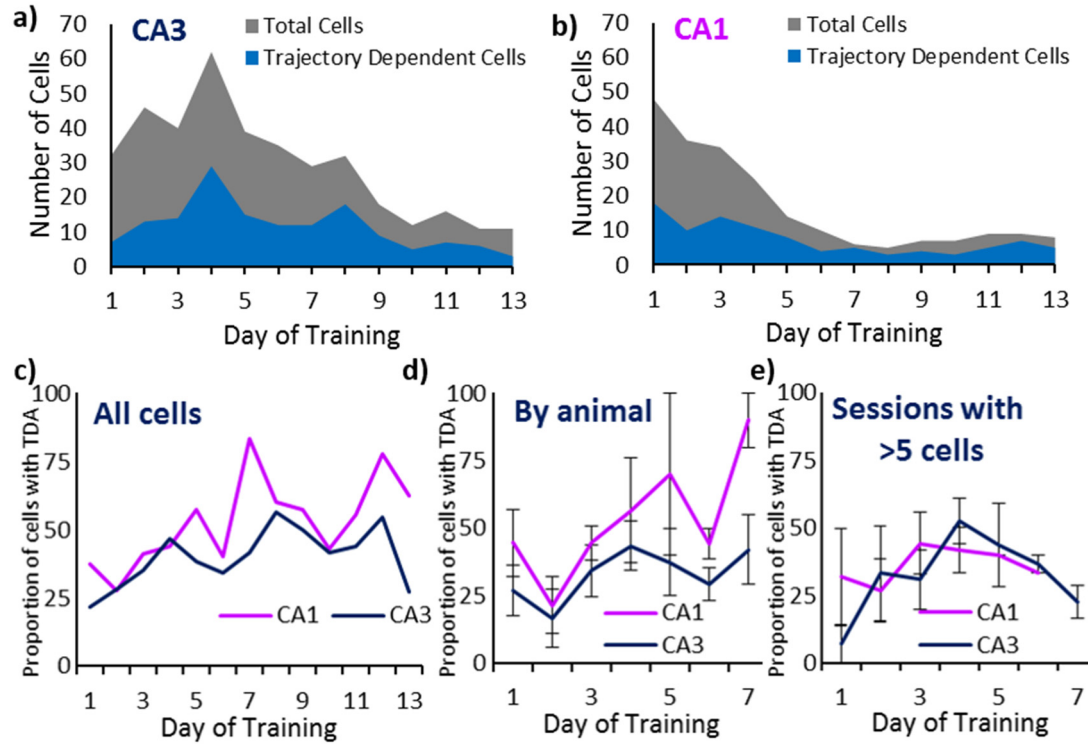 a)
CA3
Total Cells
Trajectory Dependent Cells
Number of Cells
70
60
50
40
30
20
10
0
1 3 5 7 9 11 13
Day of Training
b)
CA1
Total Cells
Trajectory Dependent Cells
Number of Cells
70
60
50
40
30
20
10
0
1 3 5 7 9 11 13
Day of Training
c)
All cells
Proportion of cells with TDA
100
75
50
25
0
CA1 CA3
1 3 5 7 9 11 13
Day of Training
d)
By animal
Proportion of cells with TDA
100
75
50
25
0
CA1
CA3
1 3 5 7
Day of Training
e)
Sessions with
>5 cells
Proportion of cells with TDA
100
75
50
25
0
CA1
CA3
1 3 5 7
Day of Training